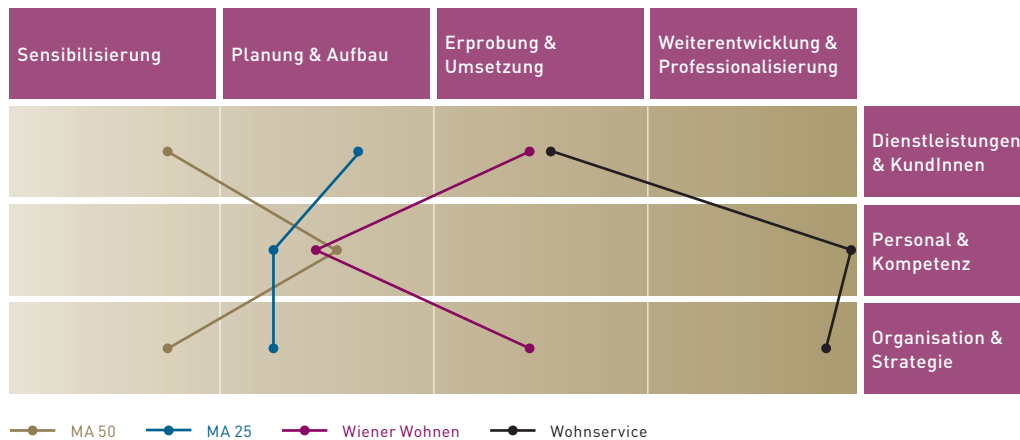 Sensibilisierung
Planung & Aufbau
Erprobung &
Umsetzung
Weiterentwicklung &
Professionalisierung
Dienstleistungen
& KundInnen
Personal &
Kompetenz
Organisation &
Strategie
MA 50
MA 25
Wiener Wohnen
Wohnservice